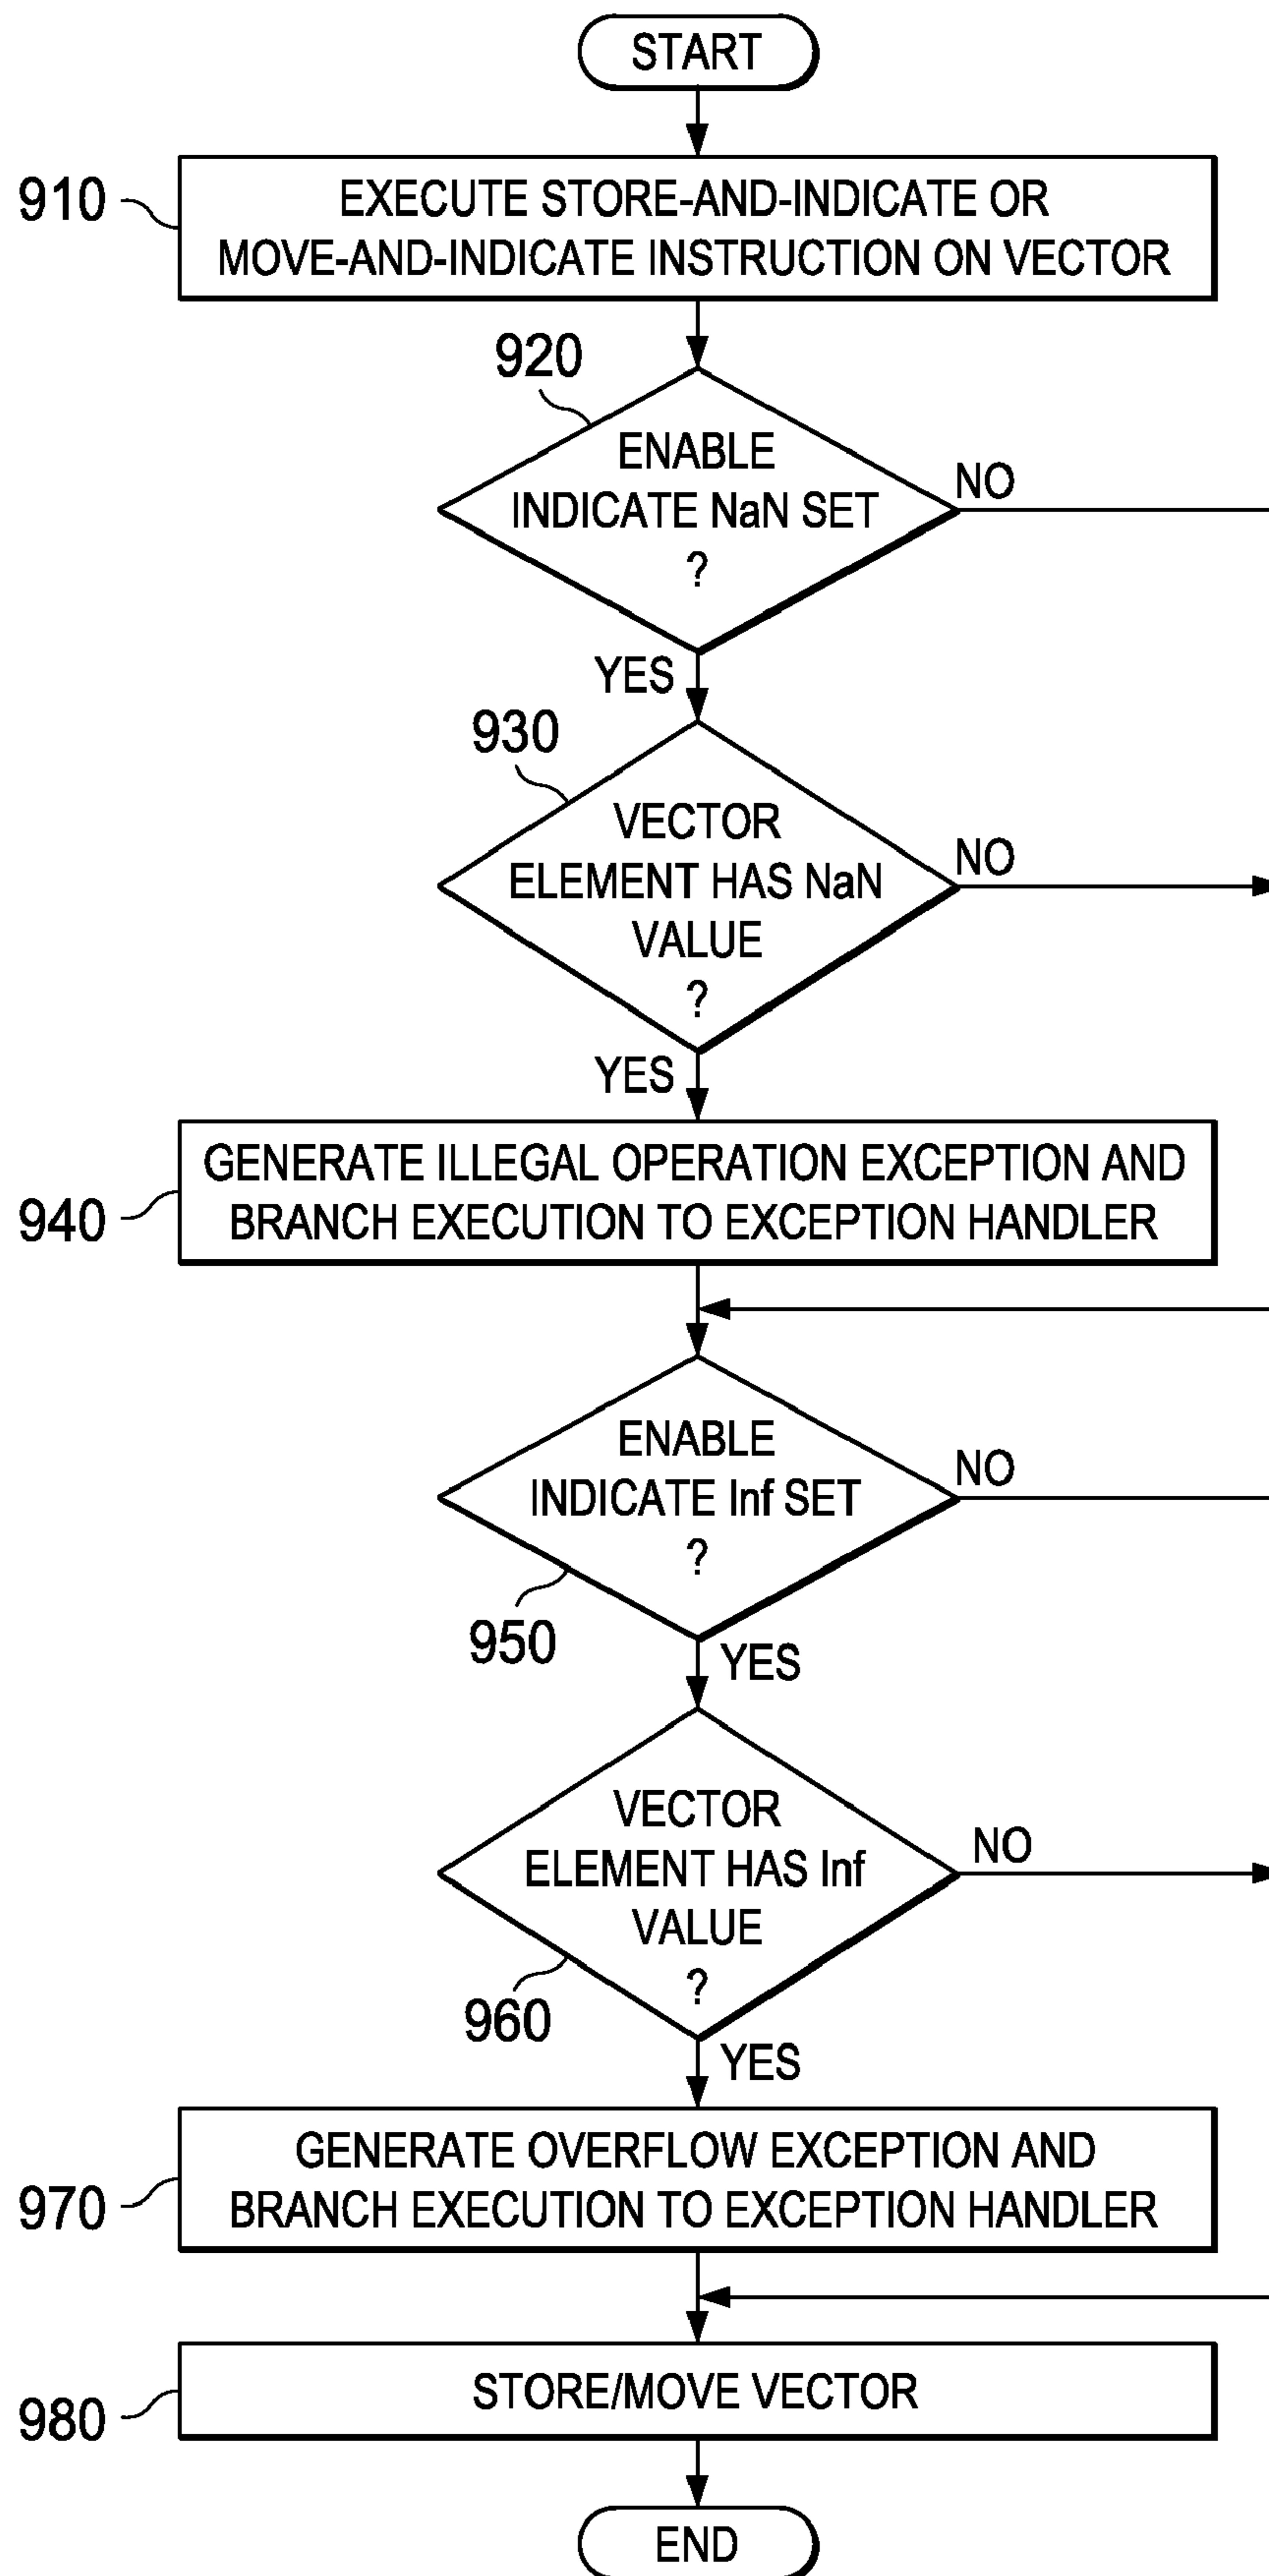 START
910
EXECUTE STORE-AND-INDICATE OR
MOVE-AND-INDICATE INSTRUCTION ON VECTOR
920
ENABLE
INDICATE NaN SET
?
NO
YES
930
VECTOR
ELEMENT HAS NaN
VALUE
?
NO
YES
940
GENERATE ILLEGAL OPERATION EXCEPTION AND
BRANCH EXECUTION TO EXCEPTION HANDLER
ENABLE
INDICATE Inf SET
?
NO
950
YES
VECTOR
ELEMENT HAS Inf
VALUE
?
NO
960
YES
970
GENERATE OVERFLOW EXCEPTION AND
BRANCH EXECUTION TO EXCEPTION HANDLER
980
STORE/MOVE VECTOR
END